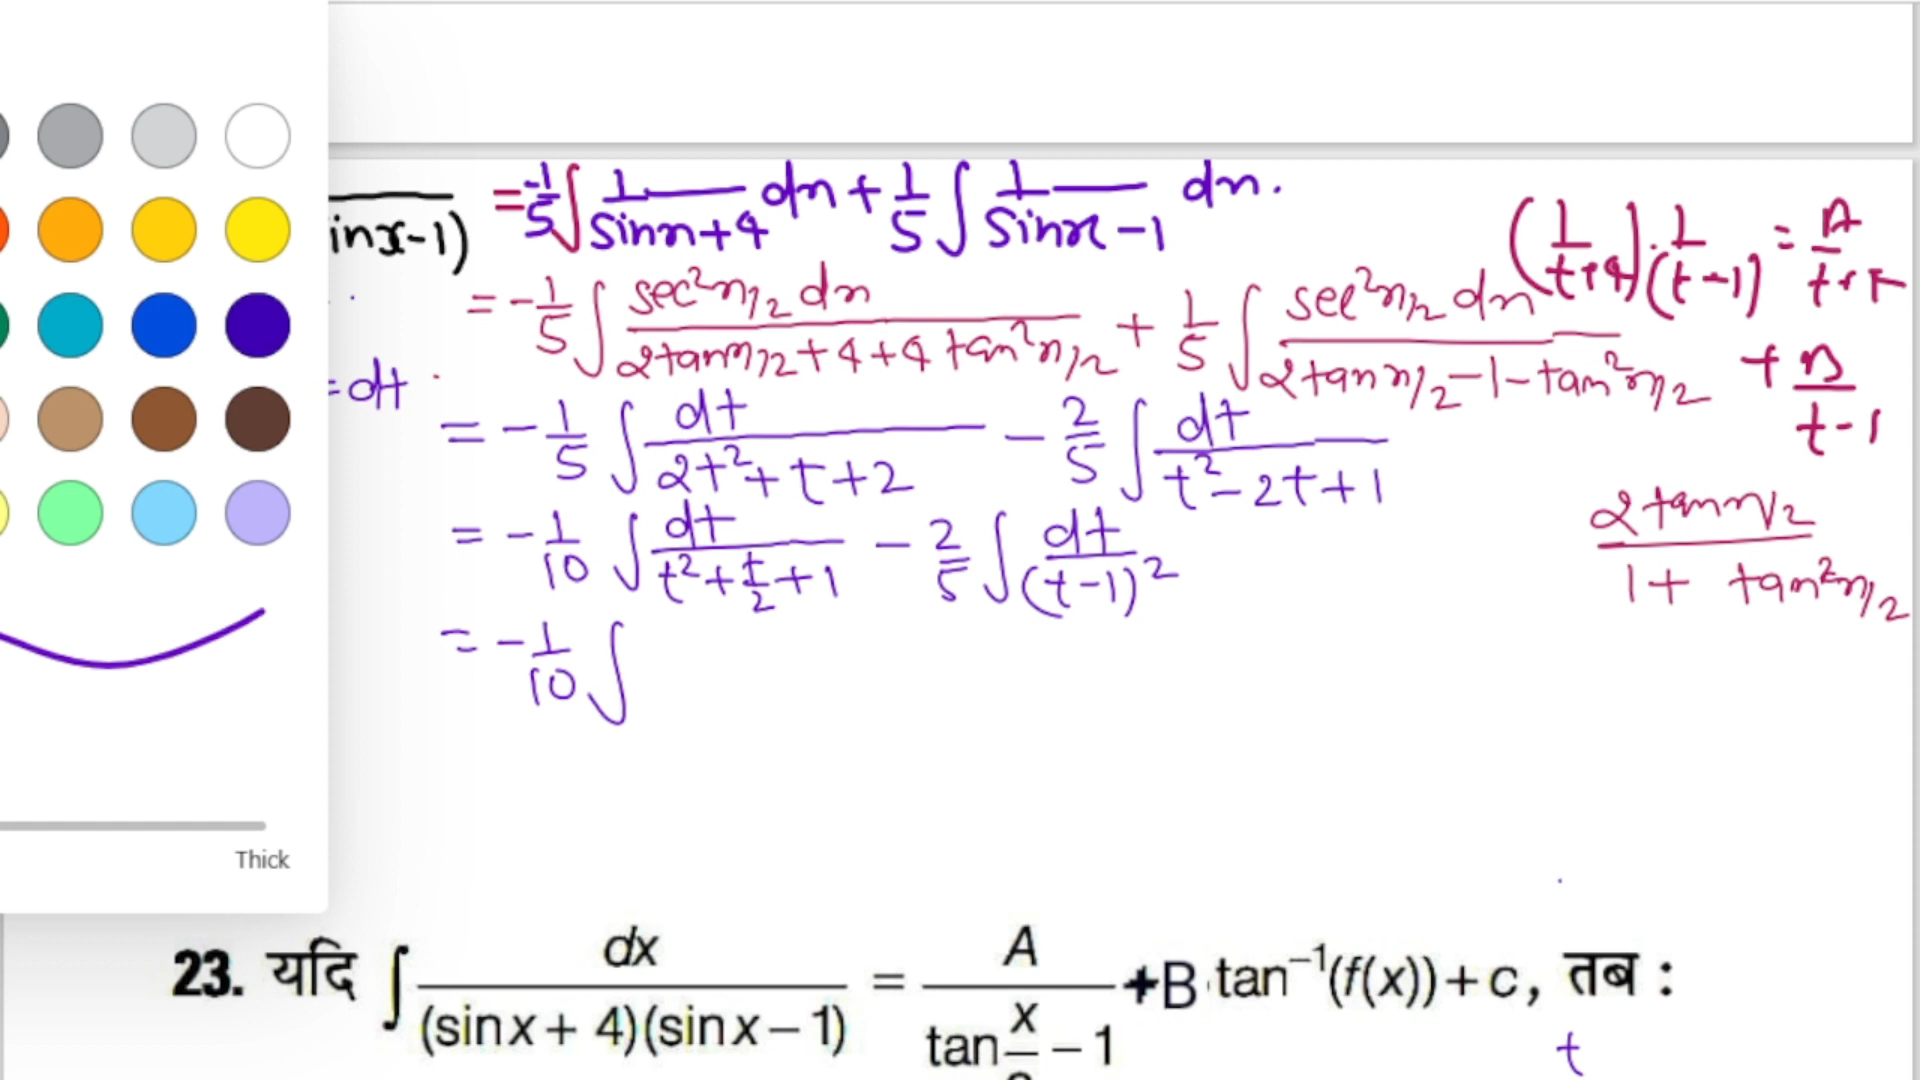 inx-1) = -1/5 ∫ 1/(sinx+4) dx + 1/5 ∫ 1/(sinx-1) dx.
(1/(t+4)) · 1/(t-1) = A/(t+
= -1/5 ∫ sec²x/2 dx/(2tanx/2+4+4tan²x/2) + 1/5 ∫ sec²x/2 dx/(2tanx/2-1-tan²x/2)
+ B/(t-1)
=dt
= -1/5 ∫ dt/(2t²+t+2) - 2/5 ∫ dt/(t²-2t+1)
2tanx/2/(1+ tan²x/2)
= -1/10 ∫ dt/(t²+t/2+1) - 2/5 ∫ dt/(t-1)²
= -1/10 ∫
Thick
23. यदि ∫ dx/((sinx+ 4)(sinx-1)) = A/(tan x/2 -1) +B tan⁻¹(f(x))+c, तब :
t